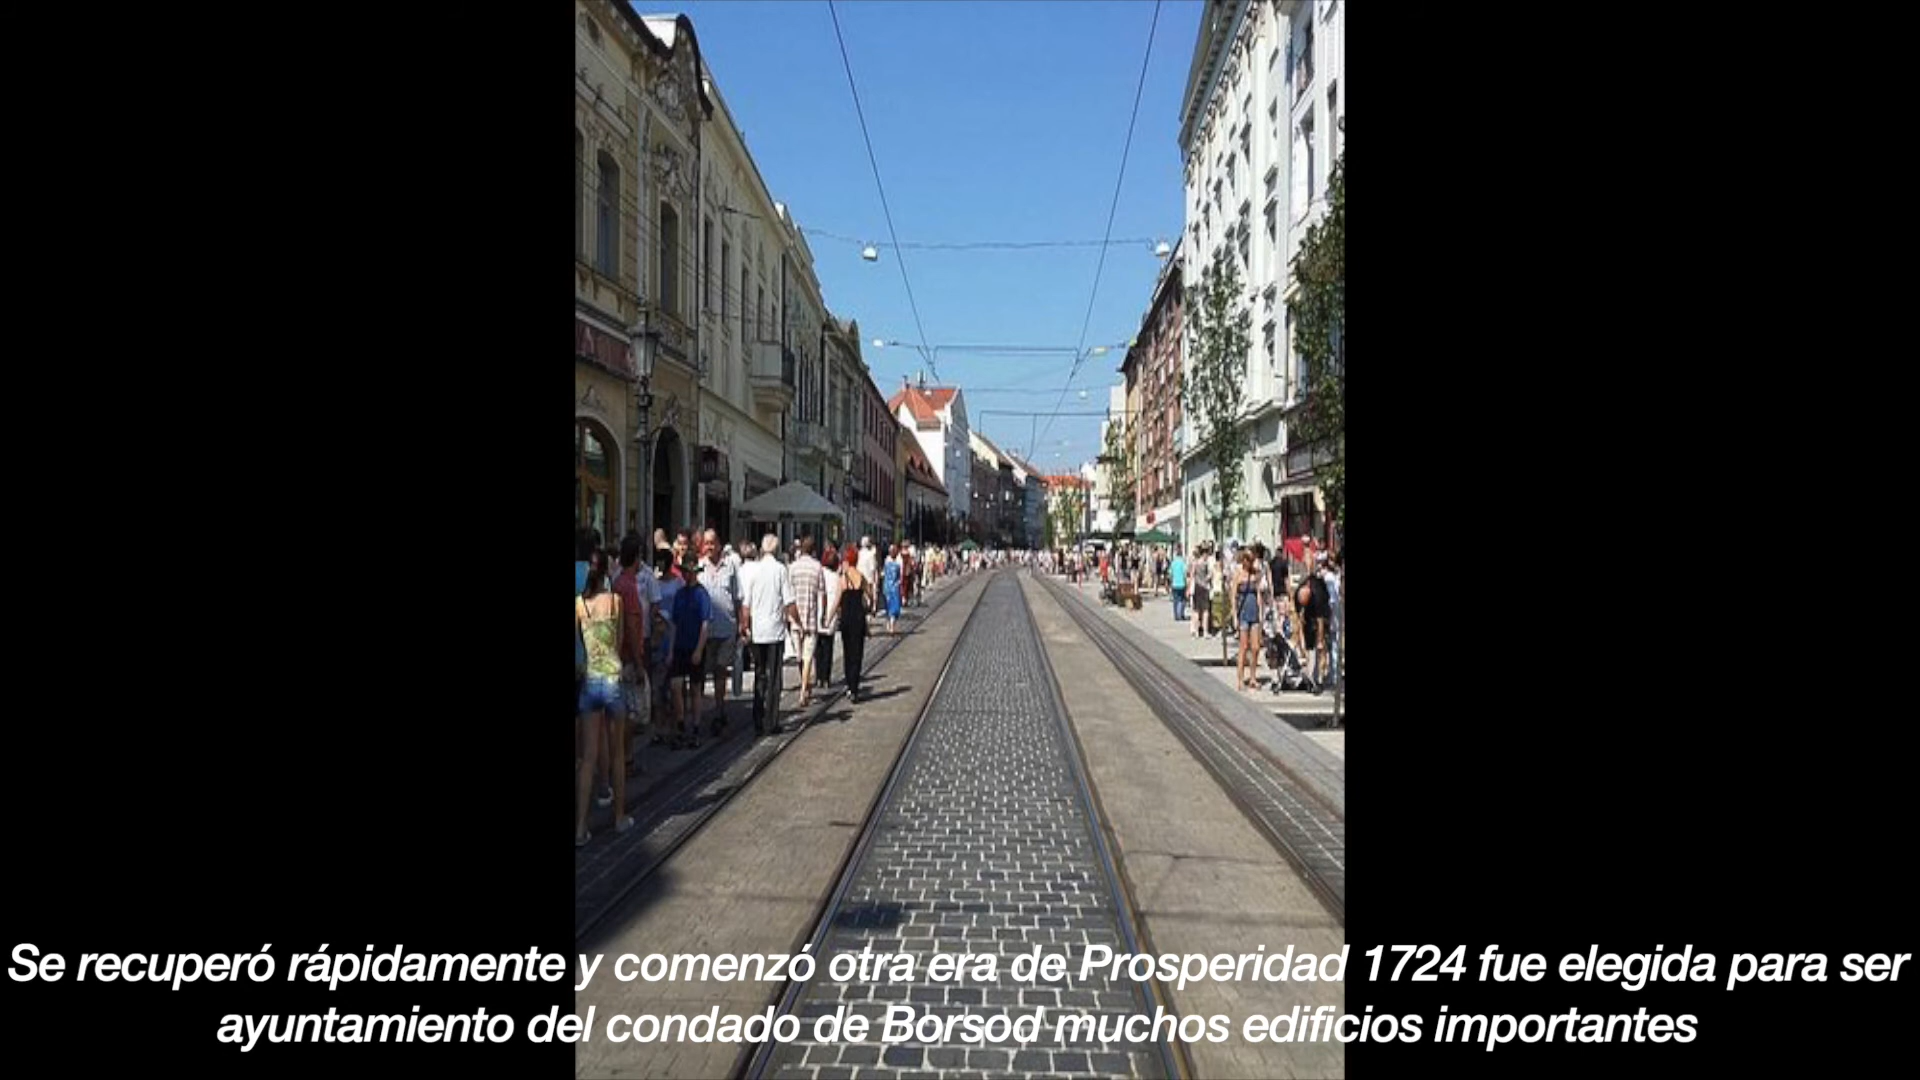 Se recuperó rápidamente y comenzó otra era de Prosperidad 1724 fue elegida para ser
ayuntamiento del condado de Borsod muchos edificios importantes